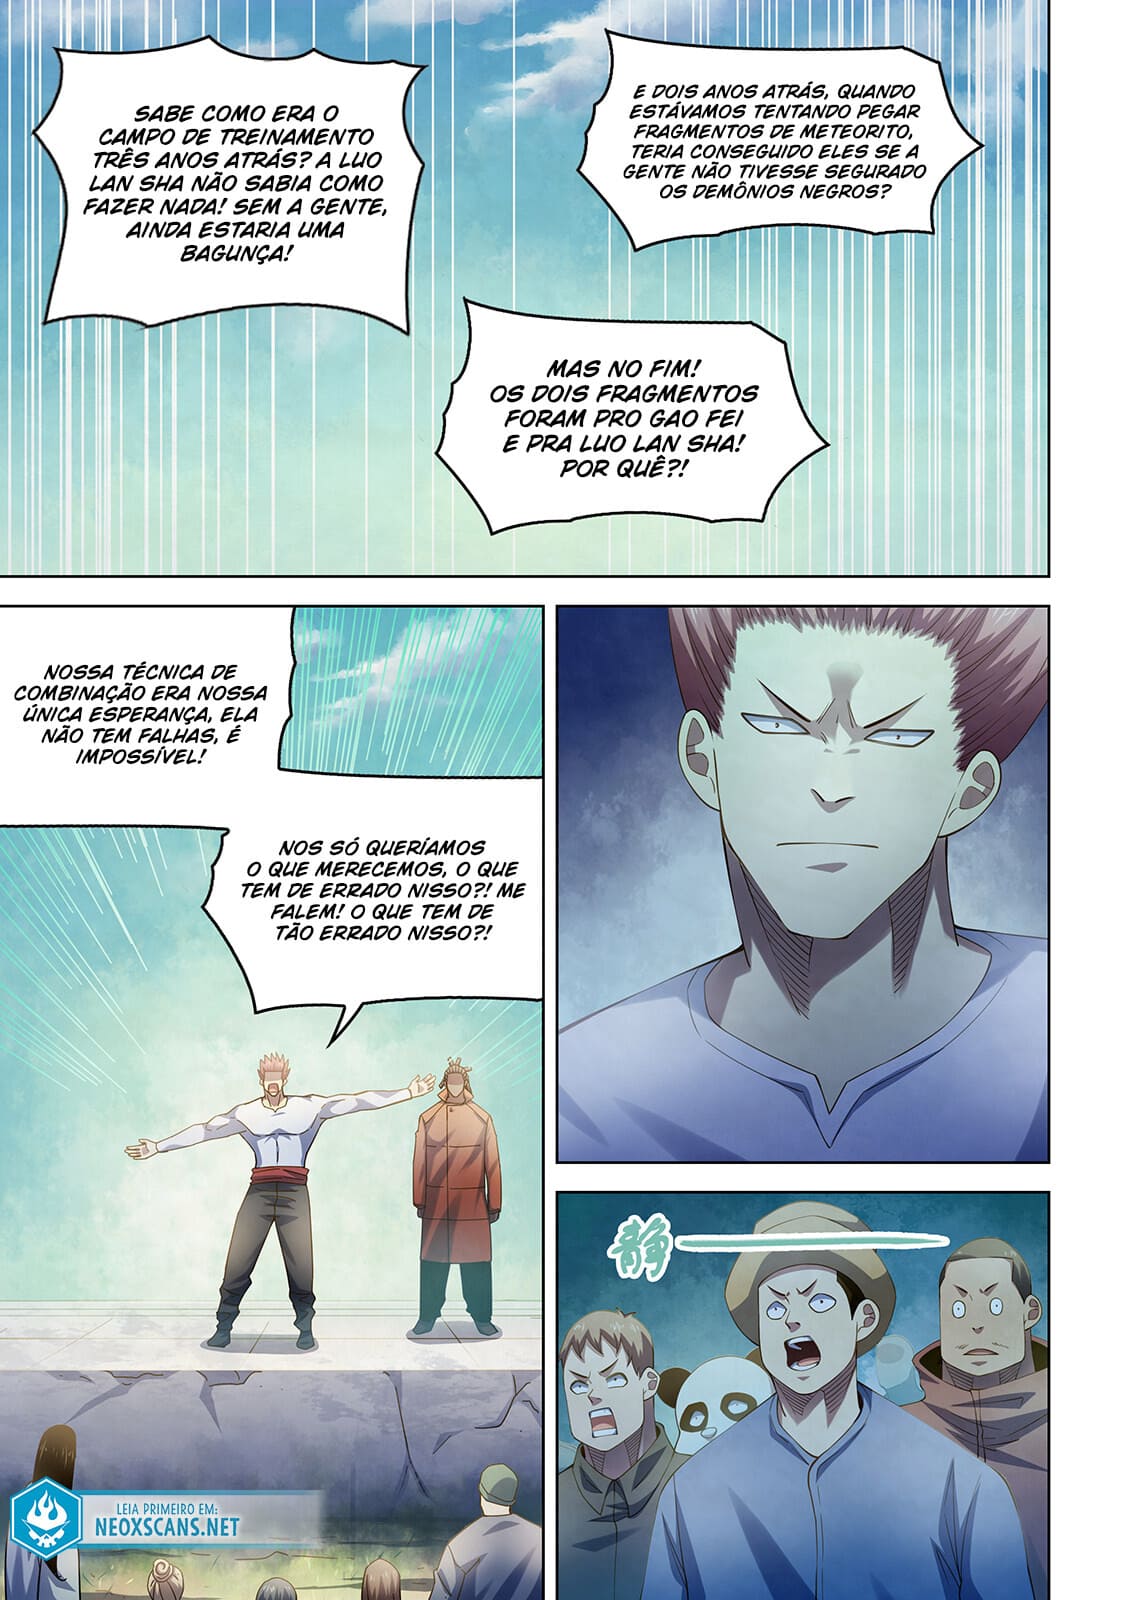 SABE COMO ERA O
CAMPO DE TREINAMENTO
TRÊS ANOS ATRÁS? A LUO
LAN SHA NÃO SABIA COMO
FAZER NADA! SEM A GENTE,
AINDA ESTARIA UMA
BAGUNÇA!
E DOIS ANOS ATRÁS, QUANDO
ESTÁVAMOS TENTANDO PEGAR
FRAGMENTOS DE METEORITO,
TERIA CONSEGUIDO ELES SE A
GENTE NÃO TIVESSE SEGURADO
OS DEMÔNIOS NEGROS?
MAS NO FIM!
OS DOIS FRAGMENTOS
FORAM PRO GAO FEI
E PRA LUO LAN SHA!
POR QUÊ?!
NOSSA TÉCNICA DE
COMBINAÇÃO ERA NOSSA
ÚNICA ESPERANÇA, ELA
NÃO TEM FALHAS, É
IMPOSSÍVEL!
NOS SÓ QUERÍAMOS
O QUE MERECEMOS, O QUE
TEM DE ERRADO NISSO?! ME
FALEM! O QUE TEM DE
TÃO ERRADO NISSO?!
静
LEIA PRIMEIRO EM:
NEOXSCANS.NET